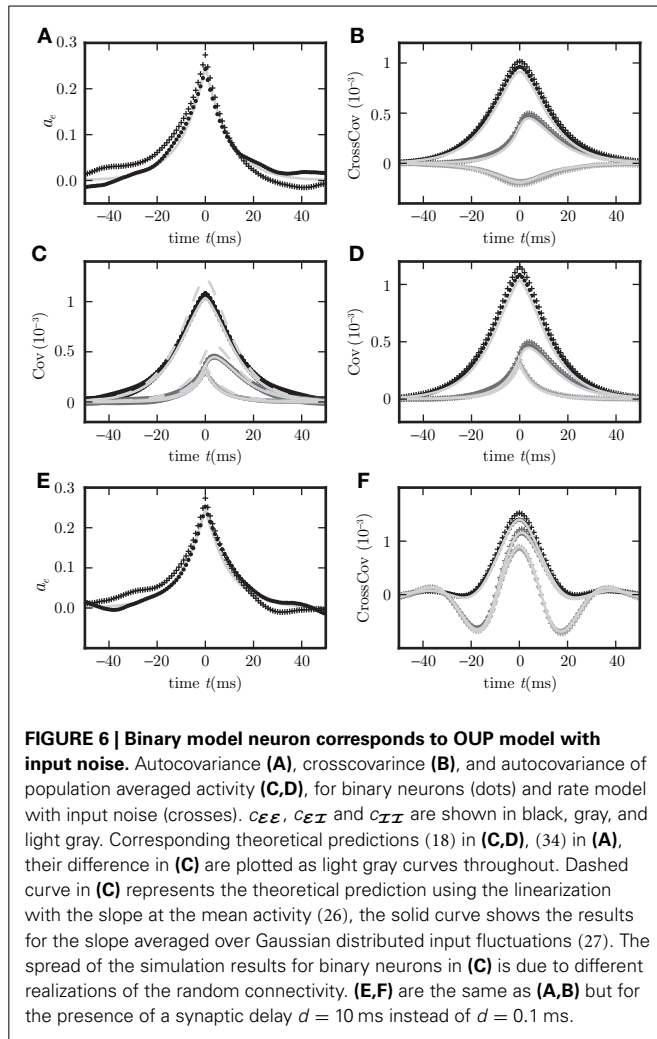 A
B
0.3
0.2
0.1
0.0
a_e
−40 −20 0 20 40
time t(ms)
1
0.5
0
CrossCov (10⁻³)
−40 −20 0 20 40
time t(ms)
C
D
1
0.5
0
Cov (10⁻³)
−40 −20 0 20 40
time t(ms)
1
0.5
0
Cov (10⁻³)
−40 −20 0 20 40
time t(ms)
E
F
0.3
0.2
0.1
0.0
a_e
−40 −20 0 20 40
time t(ms)
1
0
CrossCov (10⁻³)
−40 −20 0 20 40
time t(ms)
FIGURE 6 | Binary model neuron corresponds to OUP model with
input noise. Autocovariance (A), crosscovarince (B), and autocovariance of
population averaged activity (C,D), for binary neurons (dots) and rate model
with input noise (crosses). c_ℰℰ, c_ℰℐ and c_ℐℐ are shown in black, gray, and
light gray. Corresponding theoretical predictions (18) in (C,D), (34) in (A),
their difference in (C) are plotted as light gray curves throughout. Dashed
curve in (C) represents the theoretical prediction using the linearization
with the slope at the mean activity (26), the solid curve shows the results
for the slope averaged over Gaussian distributed input fluctuations (27). The
spread of the simulation results for binary neurons in (C) is due to different
realizations of the random connectivity. (E,F) are the same as (A,B) but for
the presence of a synaptic delay d = 10 ms instead of d = 0.1 ms.